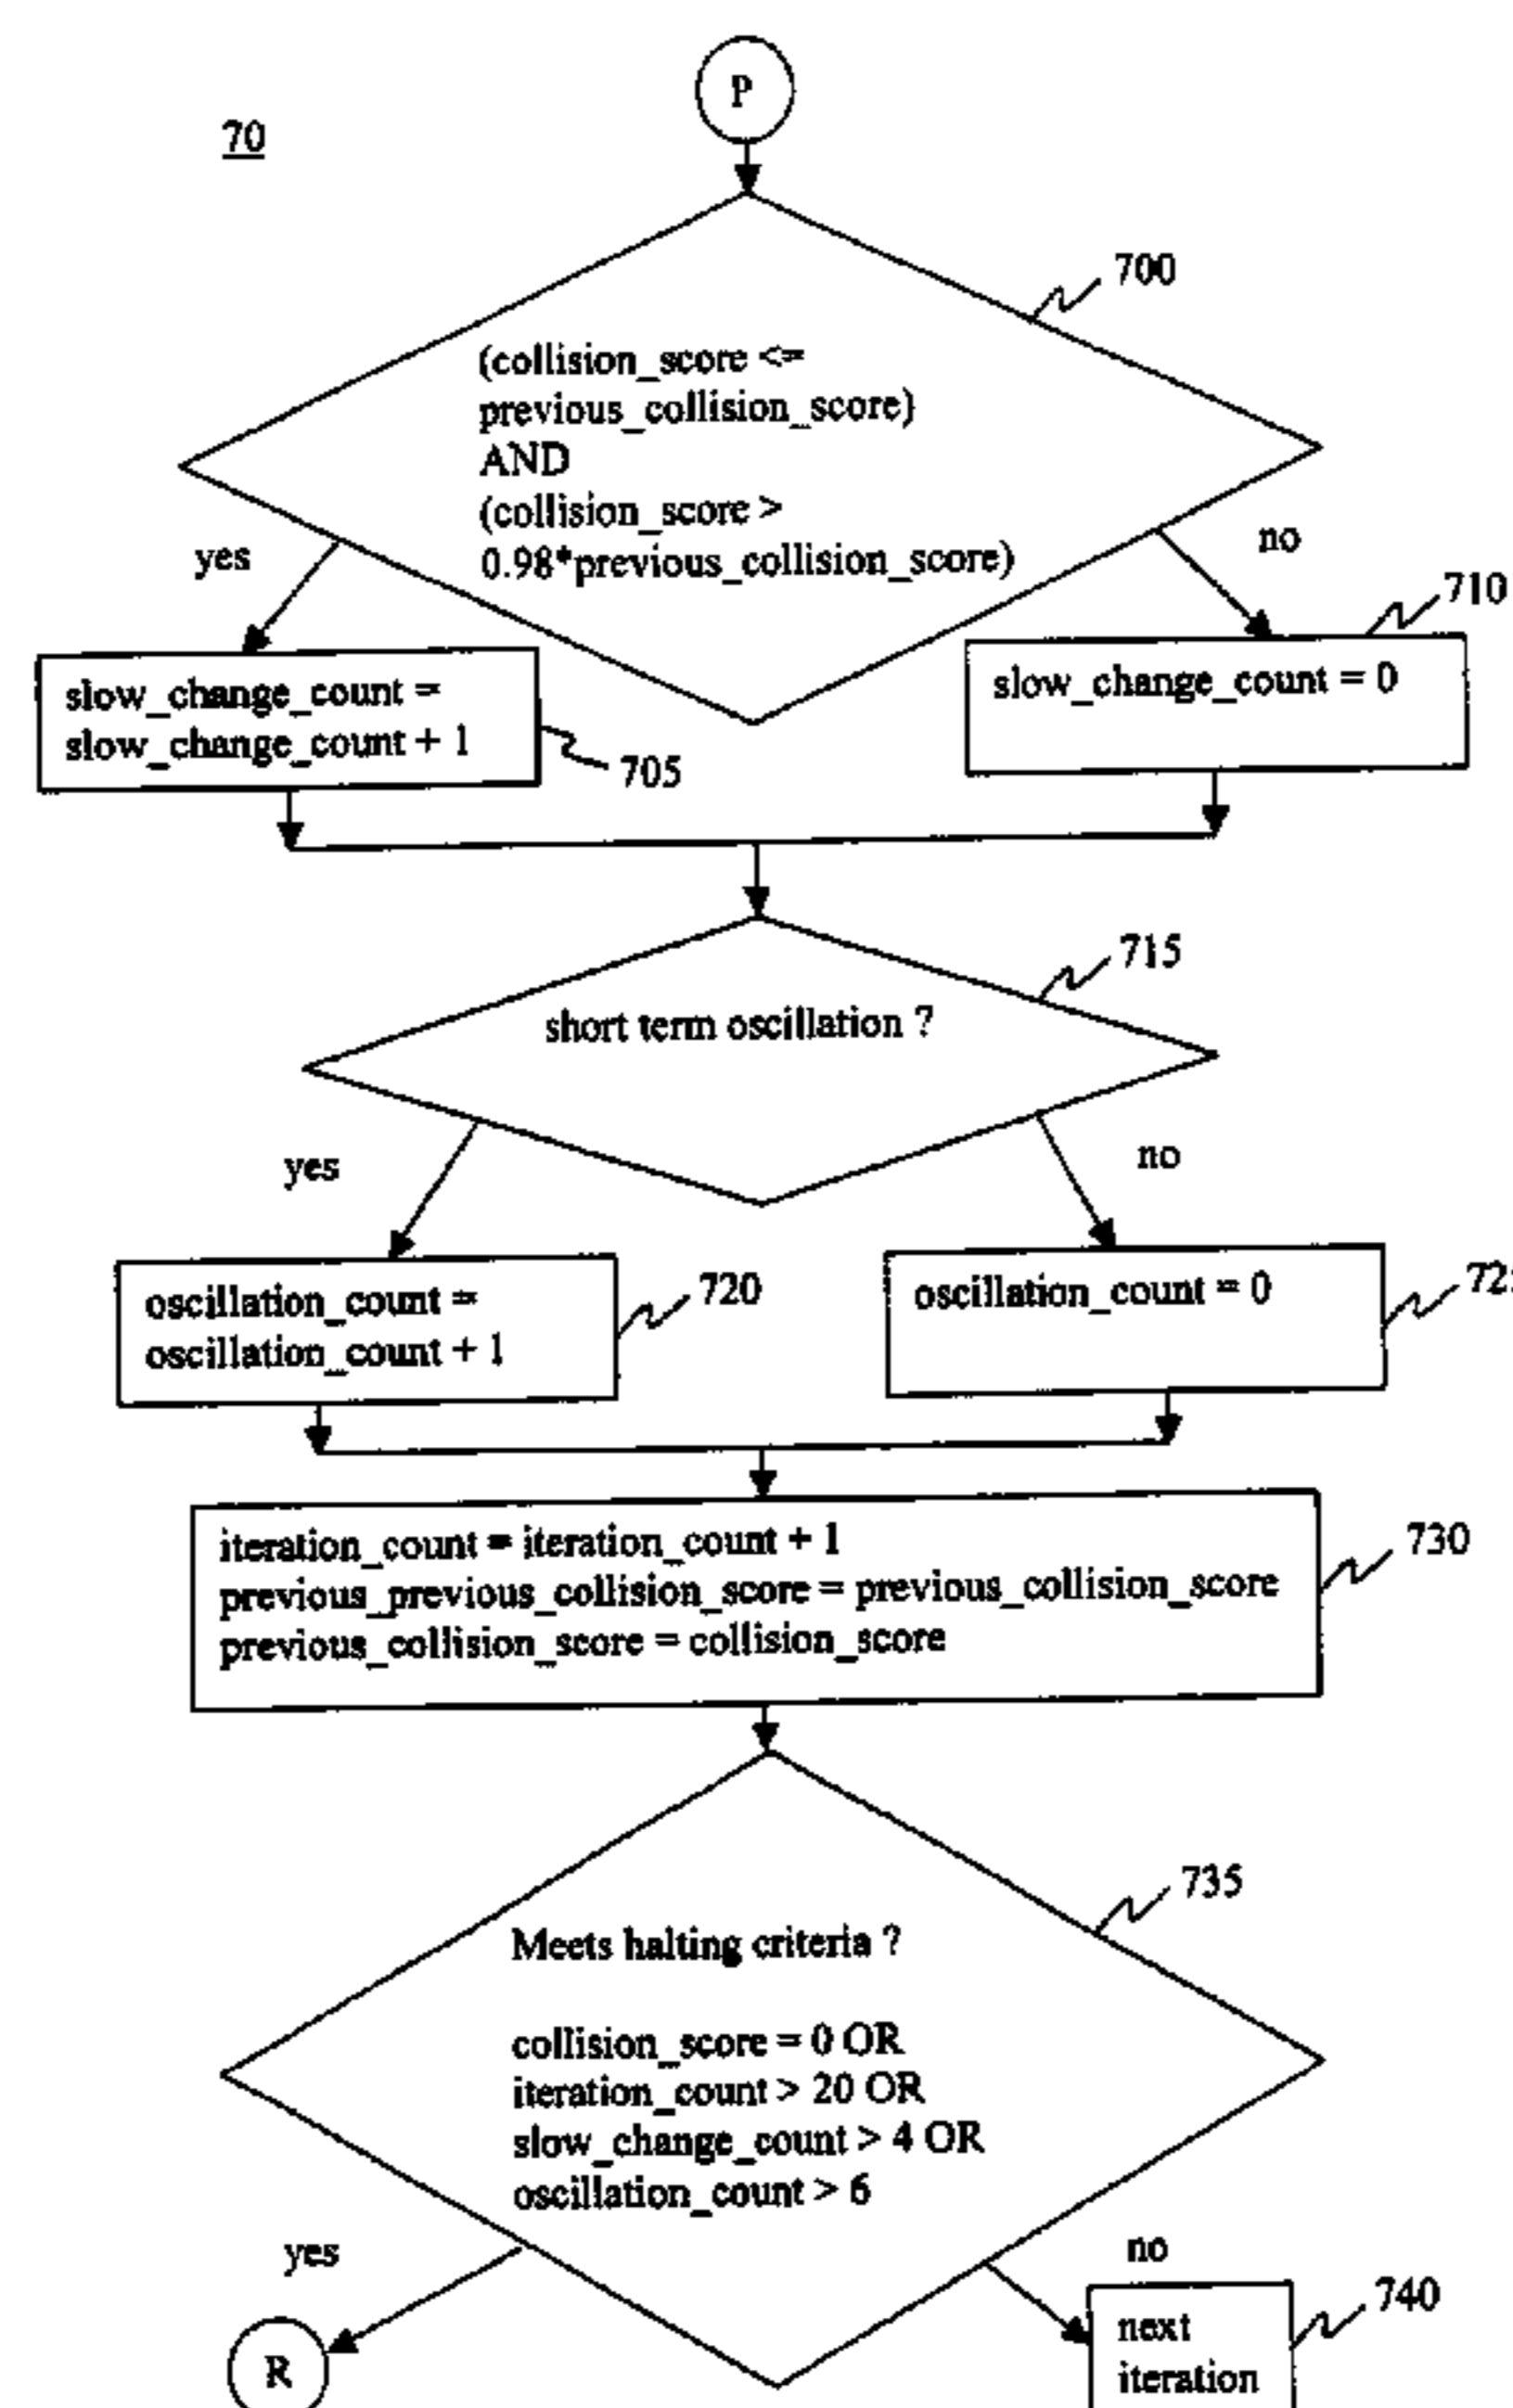 P
70
700
(collision_score <=
previous_collision_score)
AND
(collision_score >
0.98*previous_collision_score)
yes
no
710
slow_change_count =
slow_change_count + 1
705
slow_change_count = 0
715
short term oscillation ?
yes
no
oscillation_count =
oscillation_count + 1
720
oscillation_count = 0
iteration_count = iteration_count + 1
previous_previous_collision_score = previous_collision_score
previous_collision_score = collision_score
730
735
Meets halting criteria ?
collision_score = 0 OR
iteration_count > 20 OR
slow_change_count > 4 OR
oscillation_count > 6
yes
no
R
next
iteration
740